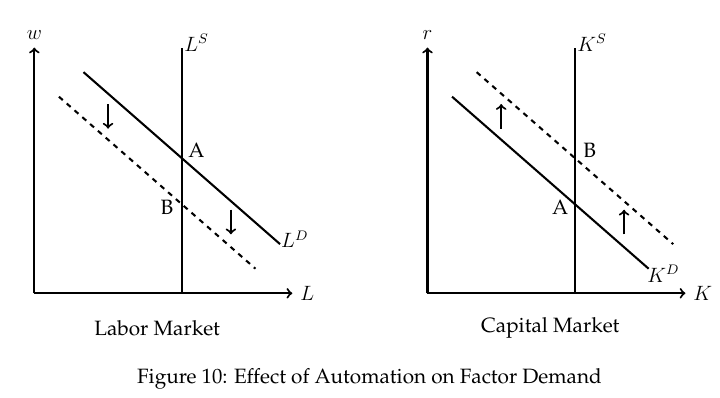 w
L^S
A
B
L^D
L
Labor Market
r
K^S
B
A
K^D
K
Capital Market
Figure 10: Effect of Automation on Factor Demand